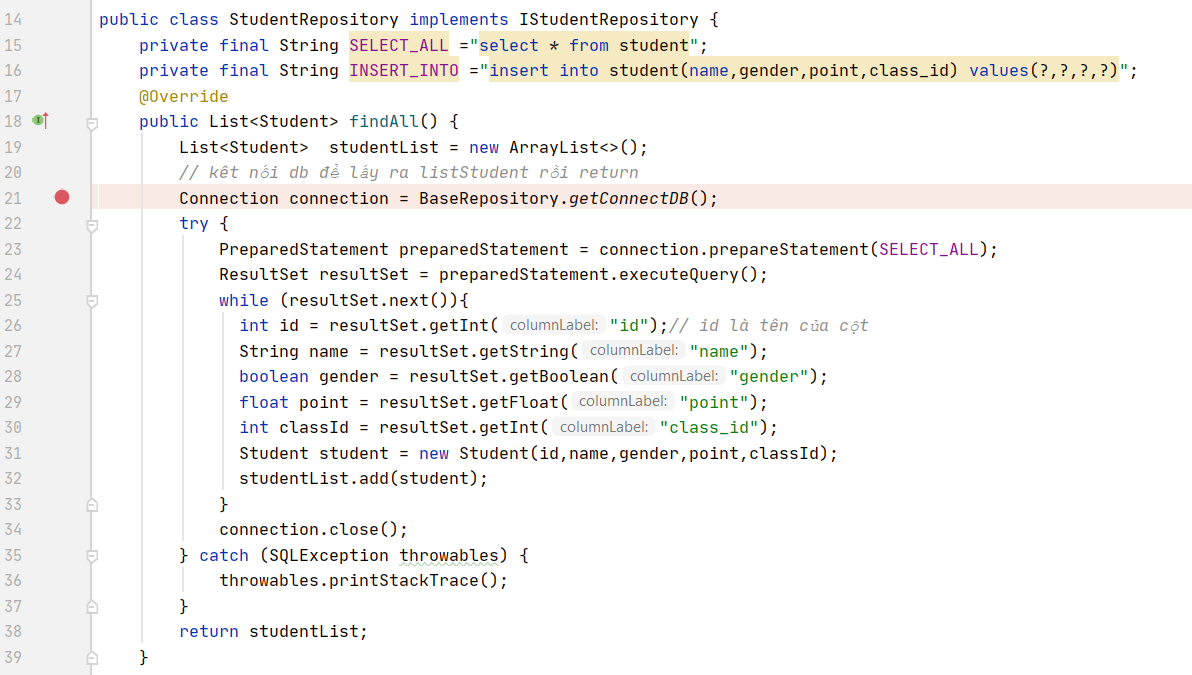 14 public class StudentRepository implements IStudentRepository {
15 private final String SELECT_ALL ="select * from student";
16 private final String INSERT_INTO ="insert into student(name,gender,point,class_id) values(?,?,?,?)";
17 @Override
18 public List<Student> findAll() {
19 List<Student>  studentList = new ArrayList<>();
20 // kết nối db để lấy ra listStudent rồi return
21 Connection connection = BaseRepository.getConnectDB();
22 try {
23 PreparedStatement preparedStatement = connection.prepareStatement(SELECT_ALL);
24 ResultSet resultSet = preparedStatement.executeQuery();
25 while (resultSet.next()){
26 int id = resultSet.getInt( columnLabel: "id");// id là tên của cột
27 String name = resultSet.getString( columnLabel: "name");
28 boolean gender = resultSet.getBoolean( columnLabel: "gender");
29 float point = resultSet.getFloat( columnLabel: "point");
30 int classId = resultSet.getInt( columnLabel: "class_id");
31 Student student = new Student(id,name,gender,point,classId);
32 studentList.add(student);
33 }
34 connection.close();
35 } catch (SQLException throwables) {
36 throwables.printStackTrace();
37 }
38 return studentList;
39 }